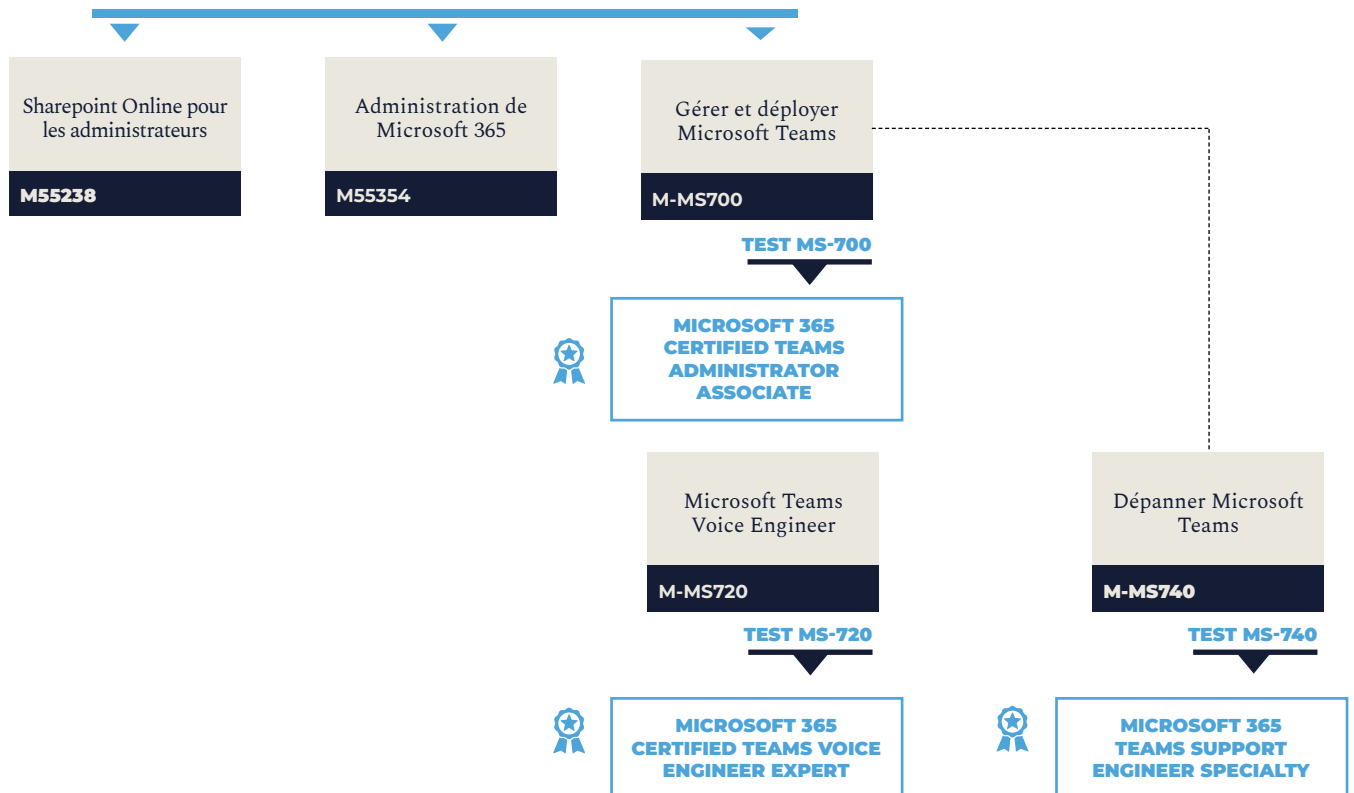 Sharepoint Online pour
les administrateurs
M55238
Administration de
Microsoft 365
M55354
Gérer et déployer
Microsoft Teams
M-MS700
TEST MS-700
MICROSOFT 365
CERTIFIED TEAMS
ADMINISTRATOR
ASSOCIATE
Microsoft Teams
Voice Engineer
M-MS720
TEST MS-720
MICROSOFT 365
CERTIFIED TEAMS VOICE
ENGINEER EXPERT
Dépanner Microsoft
Teams
M-MS740
TEST MS-740
MICROSOFT 365
TEAMS SUPPORT
ENGINEER SPECIALTY